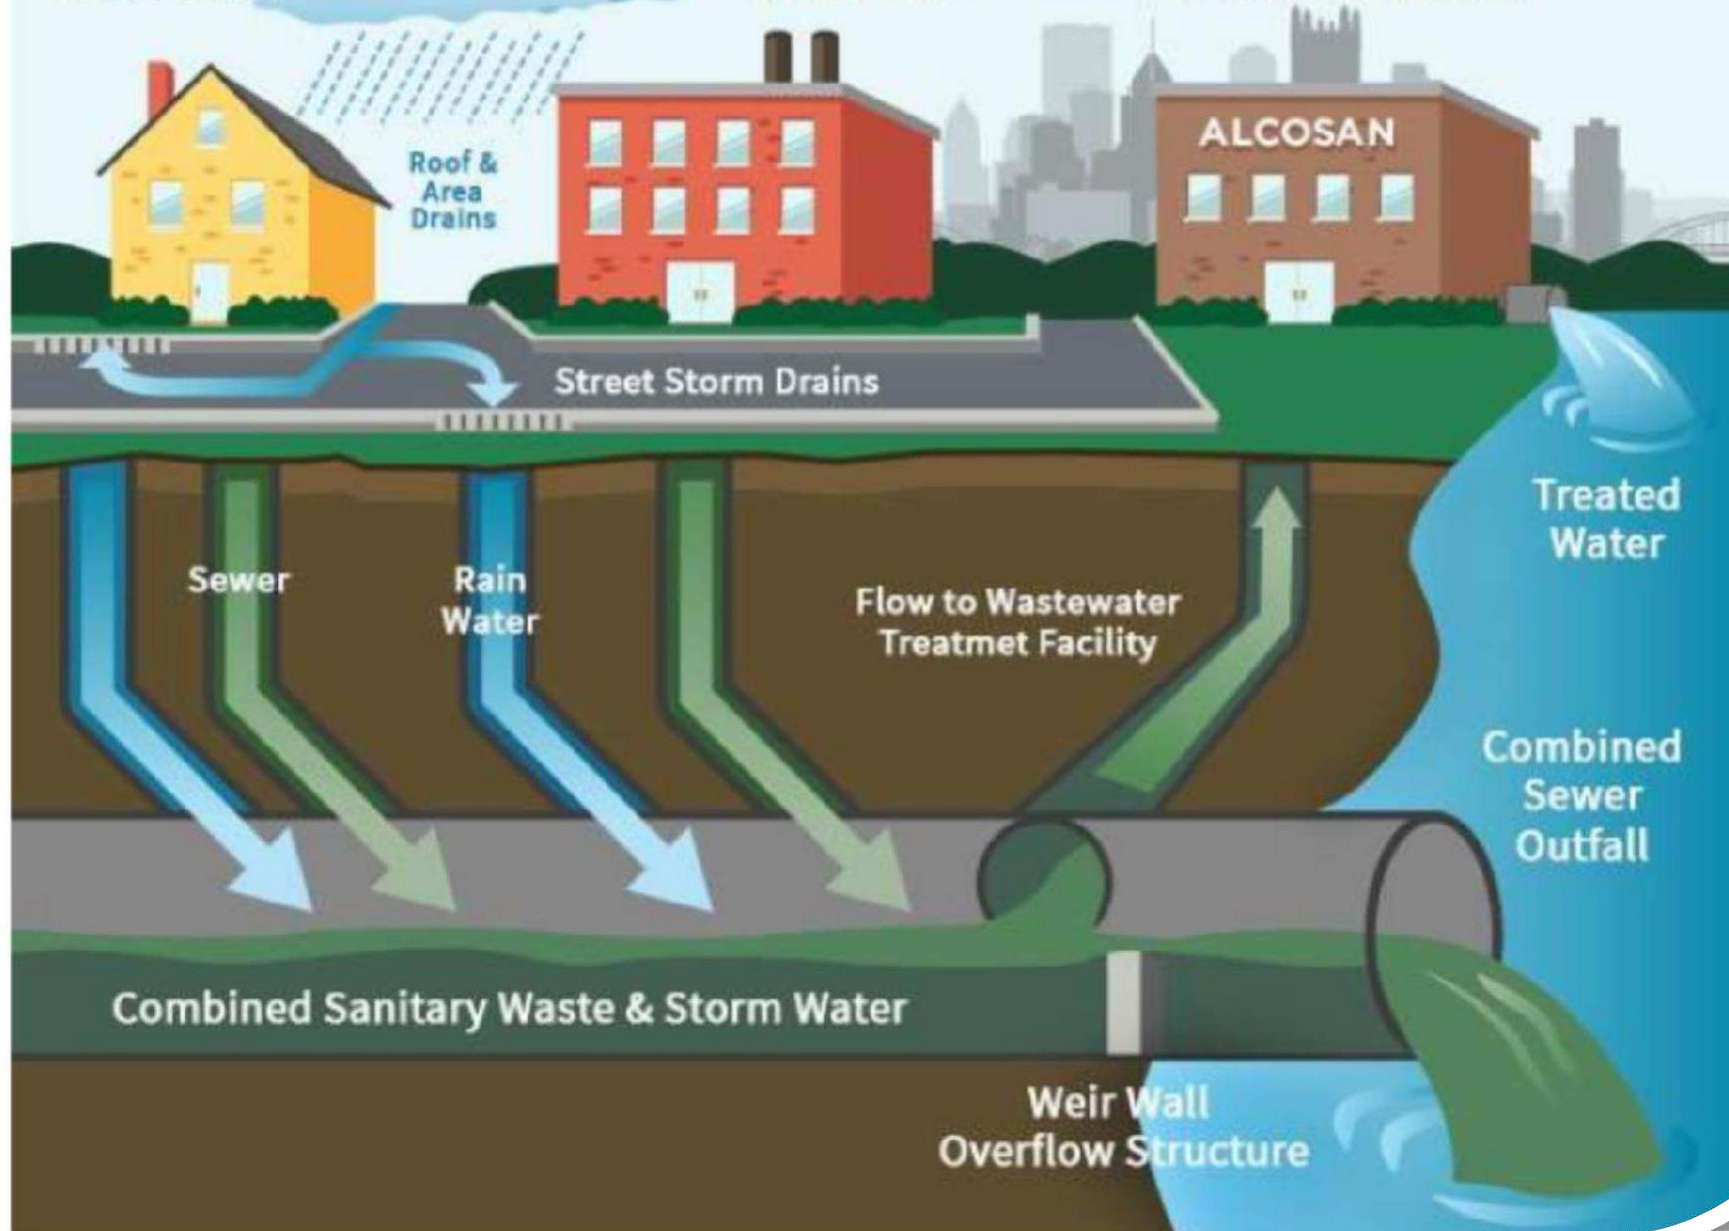 ALCOSAN
Roof &
Area
Drains
Street Storm Drains
Treated
Water
Sewer
Rain
Water
Flow to Wastewater
Treatmet Facility
Combined
Sewer
Outfall
Combined Sanitary Waste & Storm Water
Weir Wall
Overflow Structure